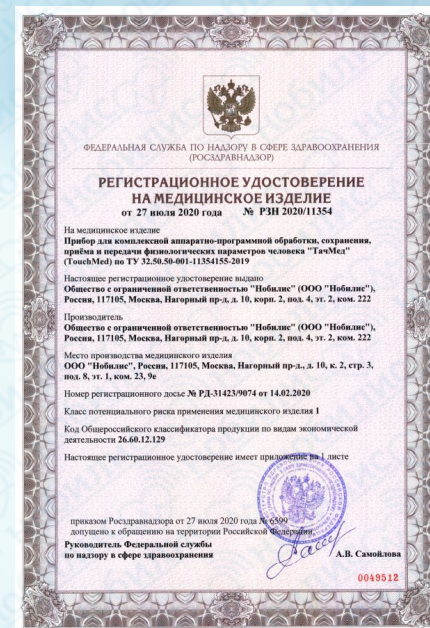 ФЕДЕРАЛЬНАЯ СЛУЖБА ПО НАДЗОРУ В СФЕРЕ ЗДРАВООХРАНЕНИЯ
(РОСЗДРАВНАДЗОР)
РЕГИСТРАЦИОННОЕ УДОСТОВЕРЕНИЕ
НА МЕДИЦИНСКОЕ ИЗДЕЛИЕ
от 27 июля 2020 года № РЗН 2020/11354
На медицинское изделие
Прибор для комплексной аппаратно-программной обработки, сохранения,
приёма и передачи физиологических параметров человека "ТачМед"
(TouchMed) по ТУ 32.50.50-001-11354155-2019
Настоящее регистрационное удостоверение выдано
Общество с ограниченной ответственностью "Нобилис" (ООО "Нобилис"),
Россия, 117105, Москва, Нагорный пр-д, д. 10, корп. 2, под. 4, эт. 2, ком. 222
Производитель
Общество с ограниченной ответственностью "Нобилис" (ООО "Нобилис"),
Россия, 117105, Москва, Нагорный пр-д, д. 10, корп. 2, под. 4, эт. 2, ком. 222
Место производства медицинского изделия
ООО "Нобилис", Россия, 117105, Москва, Нагорный пр-д., д. 10, к. 2, стр. 3,
под. 8, эт. 1, ком. 23, 9е
Номер регистрационного досье № РД-31423/9074 от 14.02.2020
Класс потенциального риска применения медицинского изделия 1
Код Общероссийского классификатора продукции по видам экономической
деятельности 26.60.12.129
Настоящее регистрационное удостоверение имеет приложение на 1 листе
приказом Росздравнадзора от 27 июля 2020 года № 6599
допущено к обращению на территории Российской Федерации.
Руководитель Федеральной службы
по надзору в сфере здравоохранения
А.В. Самойлова
0049512